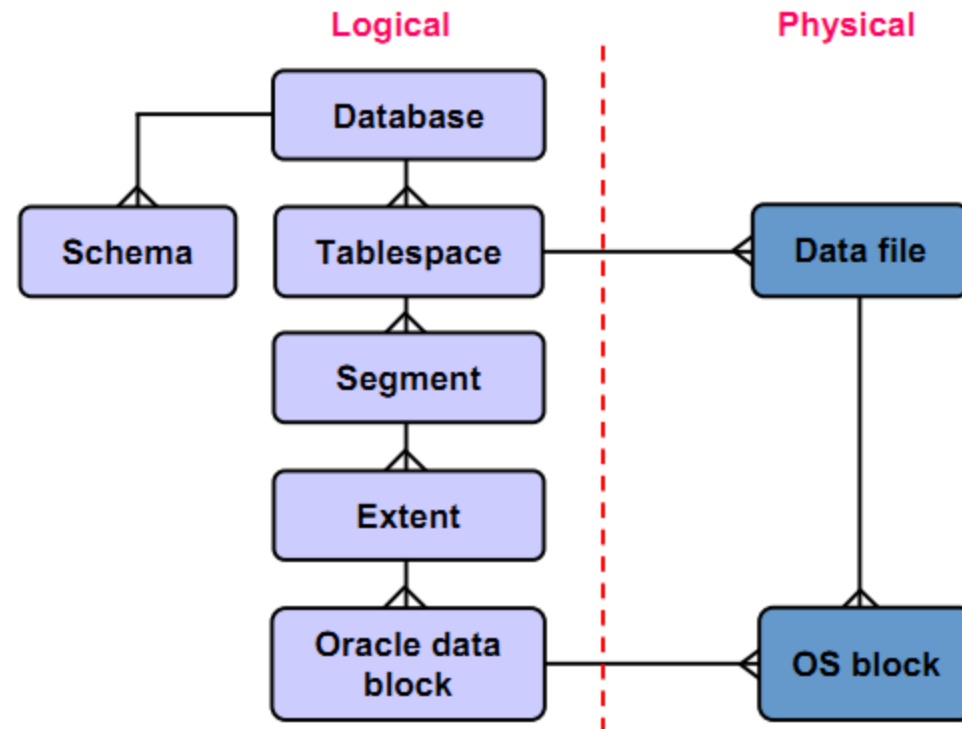 Logical
Physical
Database
Schema
Tablespace
Data file
Segment
Extent
Oracle data
block
OS block